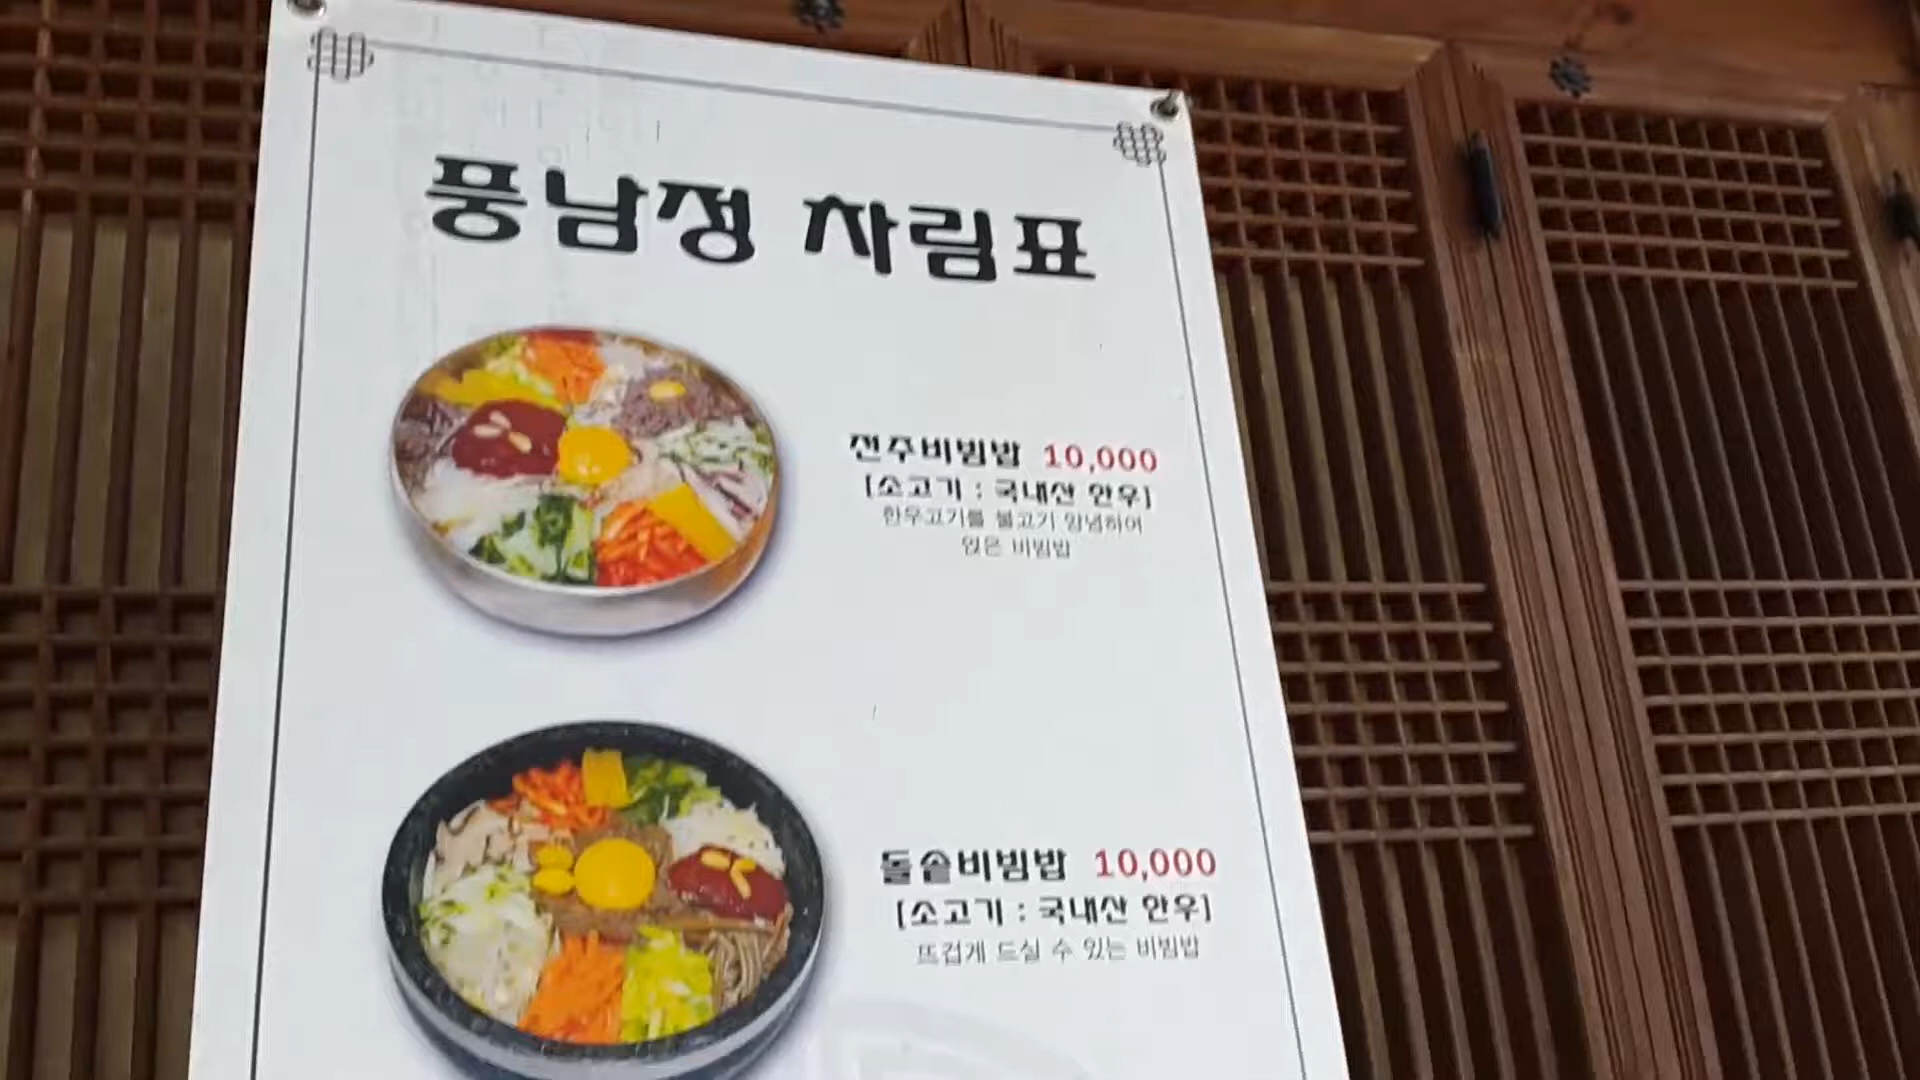 풍남정 차림표
전주비빔밥 10,000
[소고기 : 국내산 한우]
한우고기를 불고기 양념하여
얹은 비빔밥
돌솥비빔밥 10,000
[소고기 : 국내산 한우]
뜨겁게 드실 수 있는 비빔밥